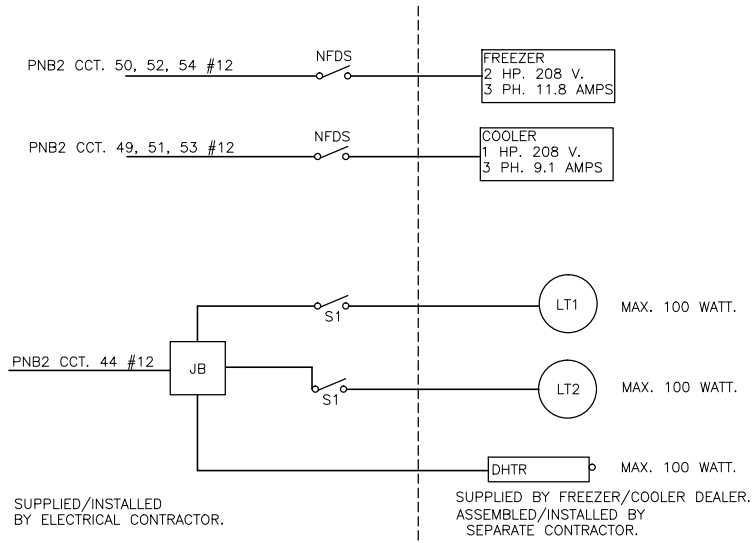 PNB2 CCT. 50, 52, 54 #12
NFDS
FREEZER
2 HP. 208 V.
3 PH. 11.8 AMPS
PNB2 CCT. 49, 51, 53 #12
NFDS
COOLER
1 HP. 208 V.
3 PH. 9.1 AMPS
S1
LT1
MAX. 100 WATT.
PNB2 CCT. 44 #12
JB
S1
LT2
MAX. 100 WATT.
DHTR
MAX. 100 WATT.
SUPPLIED/INSTALLED
BY ELECTRICAL CONTRACTOR.
SUPPLIED BY FREEZER/COOLER DEALER.
ASSEMBLED/INSTALLED BY
SEPARATE CONTRACTOR.